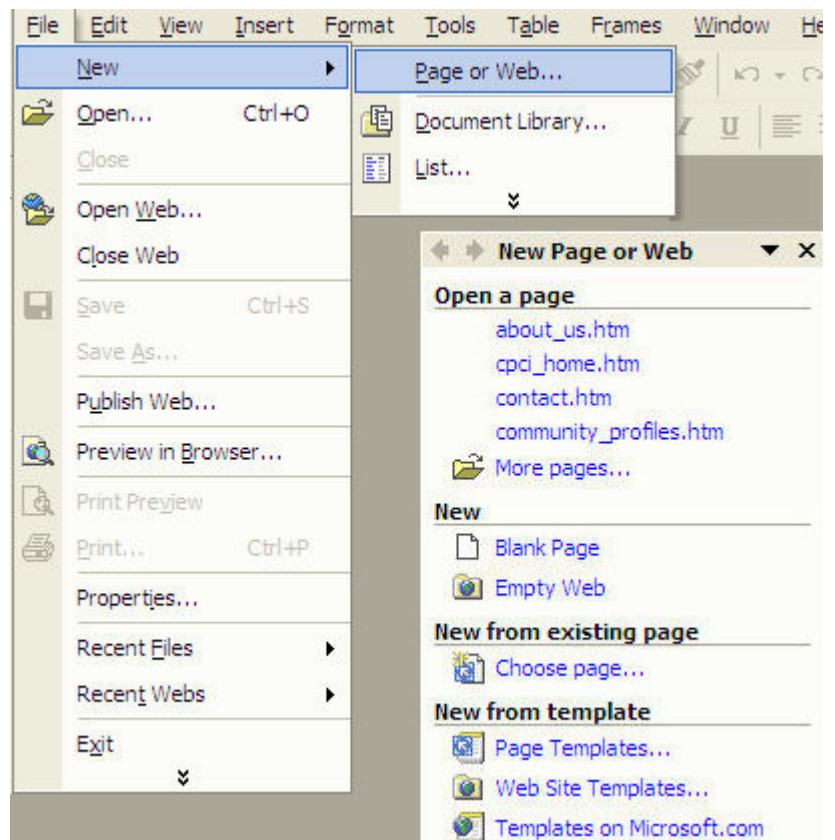 File Edit View Insert Format Tools Table Frames Window He
New
Open... Ctrl+O
Close
Open Web...
Close Web
Save Ctrl+S
Save As...
Publish Web...
Preview in Browser...
Print Preview
Print... Ctrl+P
Properties...
Recent Files
Recent Webs
Exit
Page or Web...
Document Library...
List...
U
New Page or Web
Open a page
about_us.htm
cpci_home.htm
contact.htm
community_profiles.htm
More pages...
New
Blank Page
Empty Web
New from existing page
Choose page...
New from template
Page Templates...
Web Site Templates...
Templates on Microsoft.com